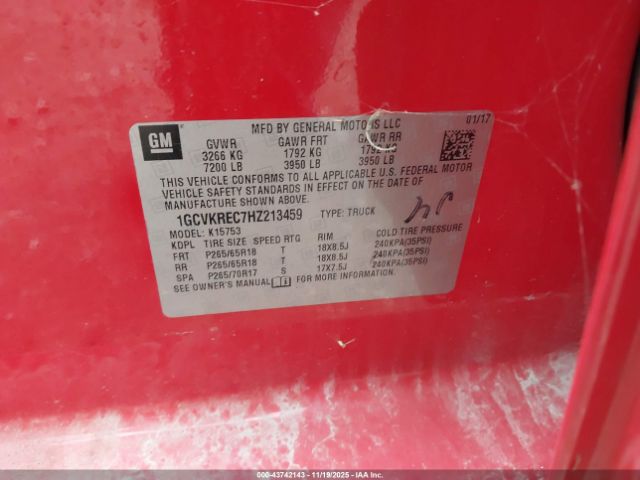 GM
MFD BY GENERAL MOTORS LLC 01/17
GVWR GAWR FRT GAWR RR
3266 KG 1792 KG 1792 KG
7200 LB 3950 LB 3950 LB
THIS VEHICLE CONFORMS TO ALL APPLICABLE U.S. FEDERAL MOTOR
VEHICLE SAFETY STANDARDS IN EFFECT ON THE DATE OF
MANUFACTURE SHOWN ABOVE.
1GCVKREC7HZ213459 TYPE: TRUCK
MODEL: K15753
KDPL TIRE SIZE SPEED RTG RIM COLD TIRE PRESSURE
FRT P265/65R18 T 18X8.5J 240KPA(35PSI)
RR P265/65R18 T 18X8.5J 240KPA(35PSI)
SPA P265/70R17 S 17X7.5J 240KPA(35PSI)
SEE OWNER'S MANUAL FOR MORE INFORMATION.
000-43742143 - 11/19/2025 - IAAI.COM